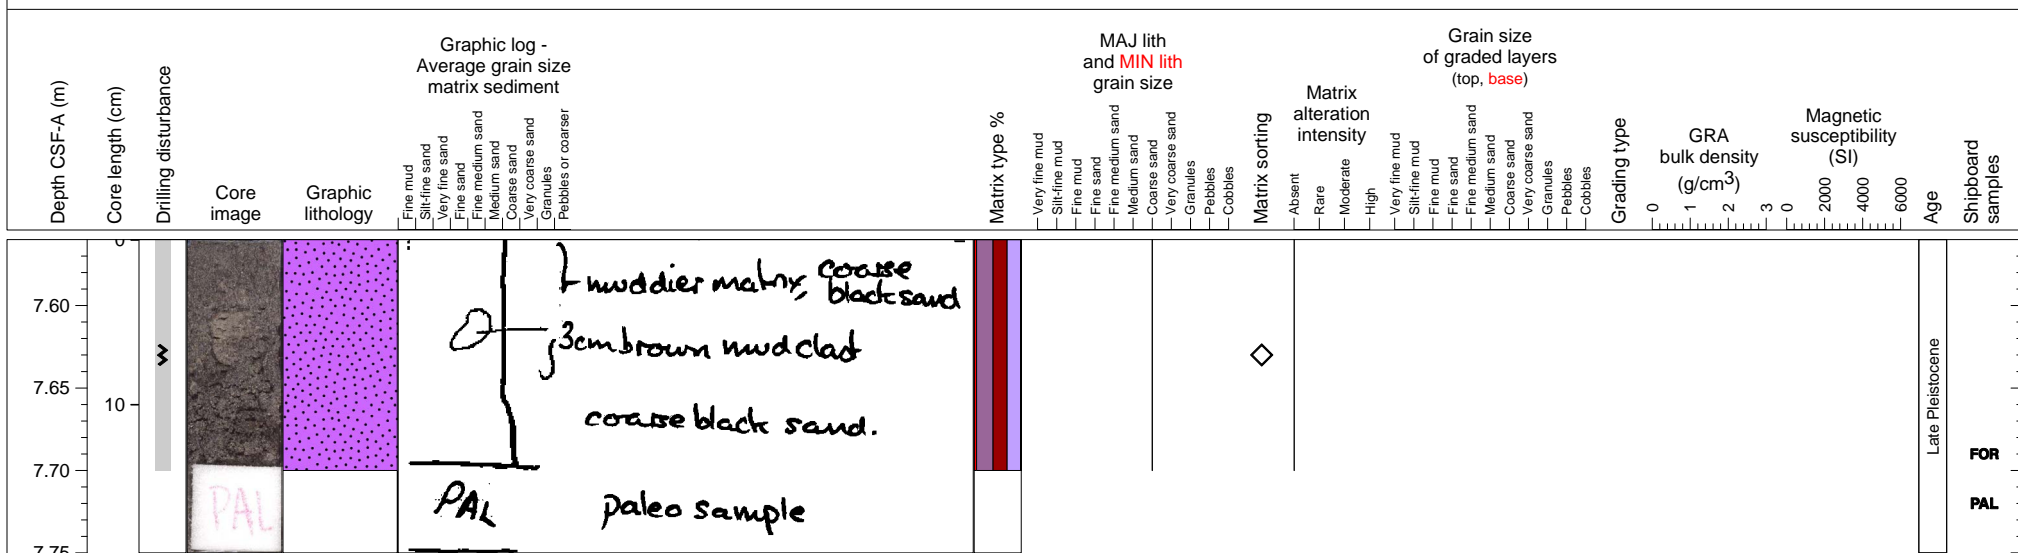 Depth CSF-A (m)
Core length (cm)
Drilling disturbance
Core
image
Graphic
lithology
Graphic log -
Average grain size
matrix sediment
Fine mud
Silt-fine sand
Very fine sand
Fine sand
Fine medium sand
Medium sand
Coarse sand
Very coarse sand
Granules
Pebbles or coarser
Matrix type %
MAJ lith
and MIN lith
grain size
Very fine mud
Silt-fine mud
Fine mud
Fine sand
Fine medium sand
Medium sand
Coarse sand
Very coarse sand
Granules
Pebbles
Cobbles
Matrix sorting
Matrix
alteration
intensity
Absent
Rare
Moderate
High
Grain size
of graded layers
(top, base)
Very fine mud
Silt-fine mud
Fine mud
Fine sand
Fine medium sand
Medium sand
Coarse sand
Very coarse sand
Granules
Pebbles
Cobbles
Grading type
GRA
bulk density
(g/cm3)
0 1 2 3
Magnetic
susceptibility
(SI)
0 2000 4000 6000
Age
Shipboard
samples
0
muddier matrix, coarse
black sand
7.60
3cm brown mud clast
7.65
10
coarse black sand.
Late Pleistocene
7.70
FOR
PAL
PAL
paleo sample
PAL
7.75